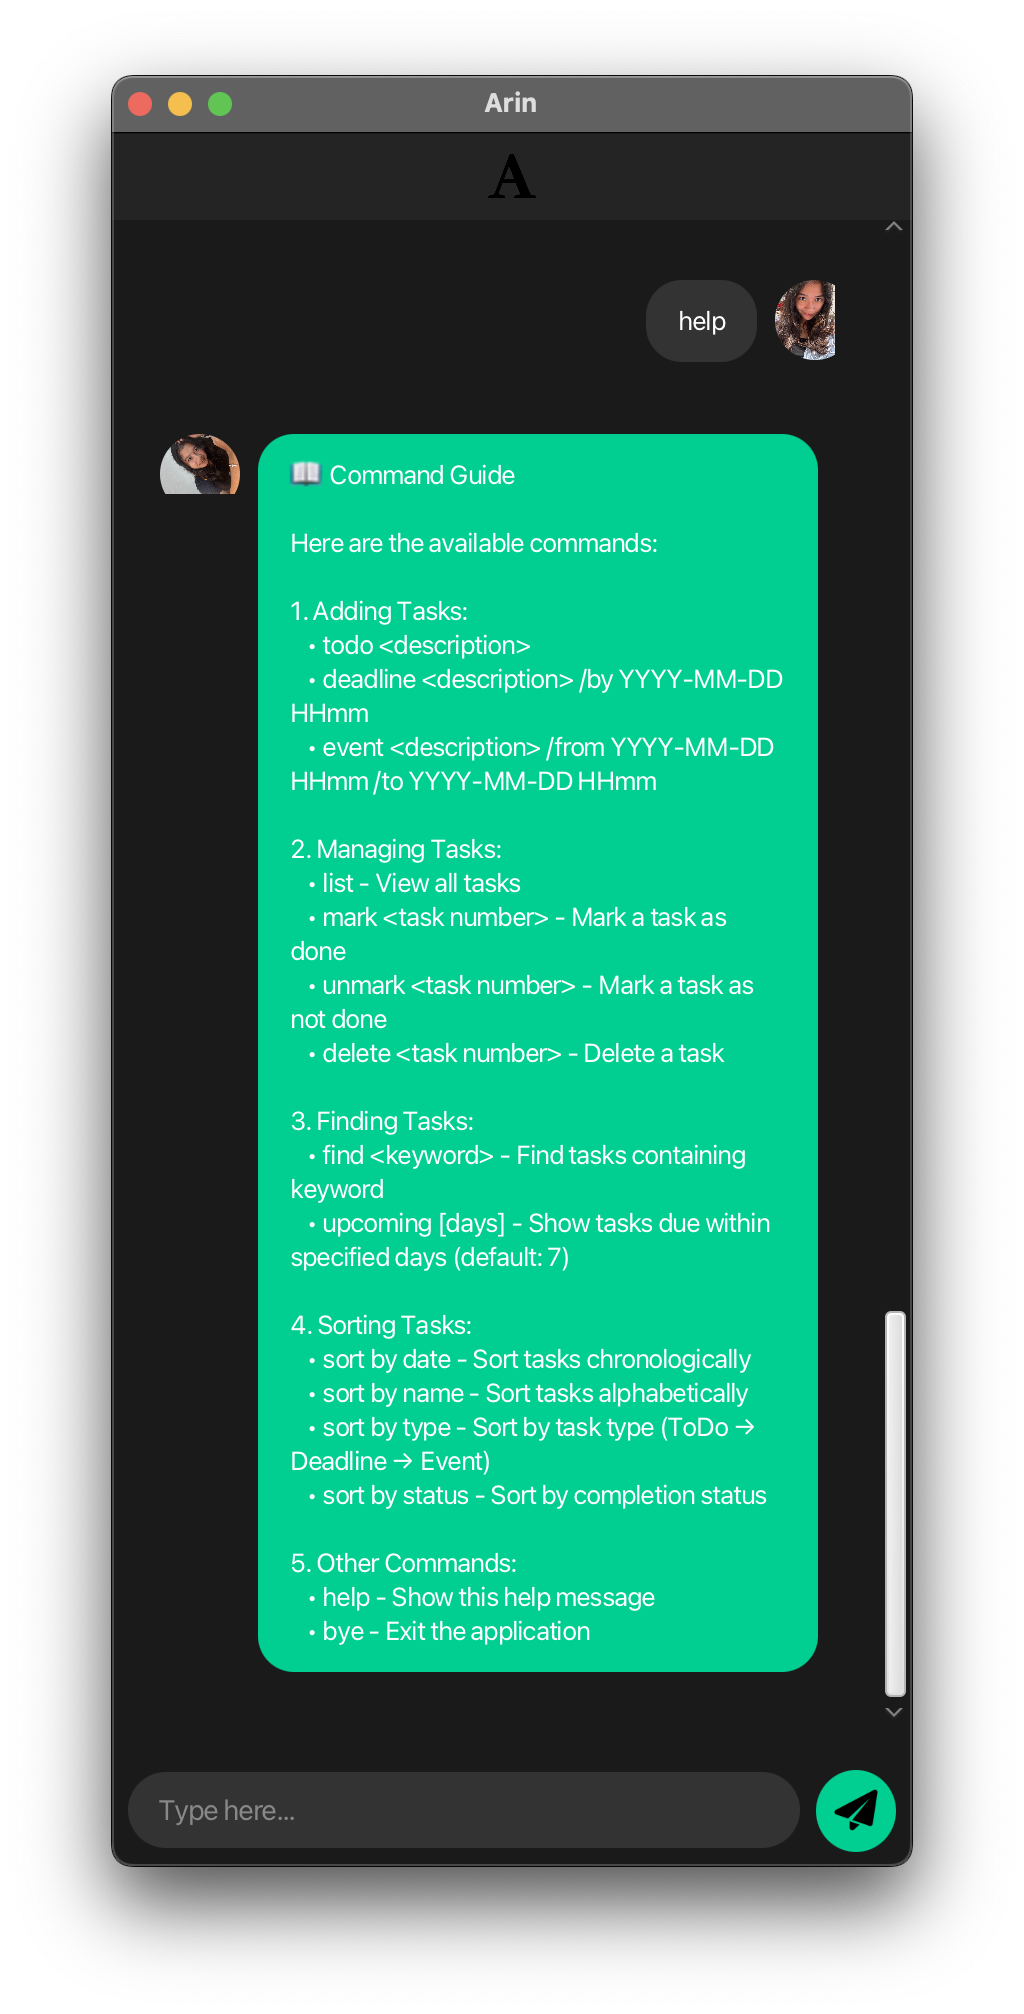 Arin
A
help
📖 Command Guide
Here are the available commands:
1. Adding Tasks:
• todo <description>
• deadline <description> /by YYYY-MM-DD
HHmm
• event <description> /from YYYY-MM-DD
HHmm /to YYYY-MM-DD HHmm
2. Managing Tasks:
• list - View all tasks
• mark <task number> - Mark a task as
done
• unmark <task number> - Mark a task as
not done
• delete <task number> - Delete a task
3. Finding Tasks:
• find <keyword> - Find tasks containing
keyword
• upcoming [days] - Show tasks due within
specified days (default: 7)
4. Sorting Tasks:
• sort by date - Sort tasks chronologically
• sort by name - Sort tasks alphabetically
• sort by type - Sort by task type (ToDo →
Deadline → Event)
• sort by status - Sort by completion status
5. Other Commands:
• help - Show this help message
• bye - Exit the application
Type here...